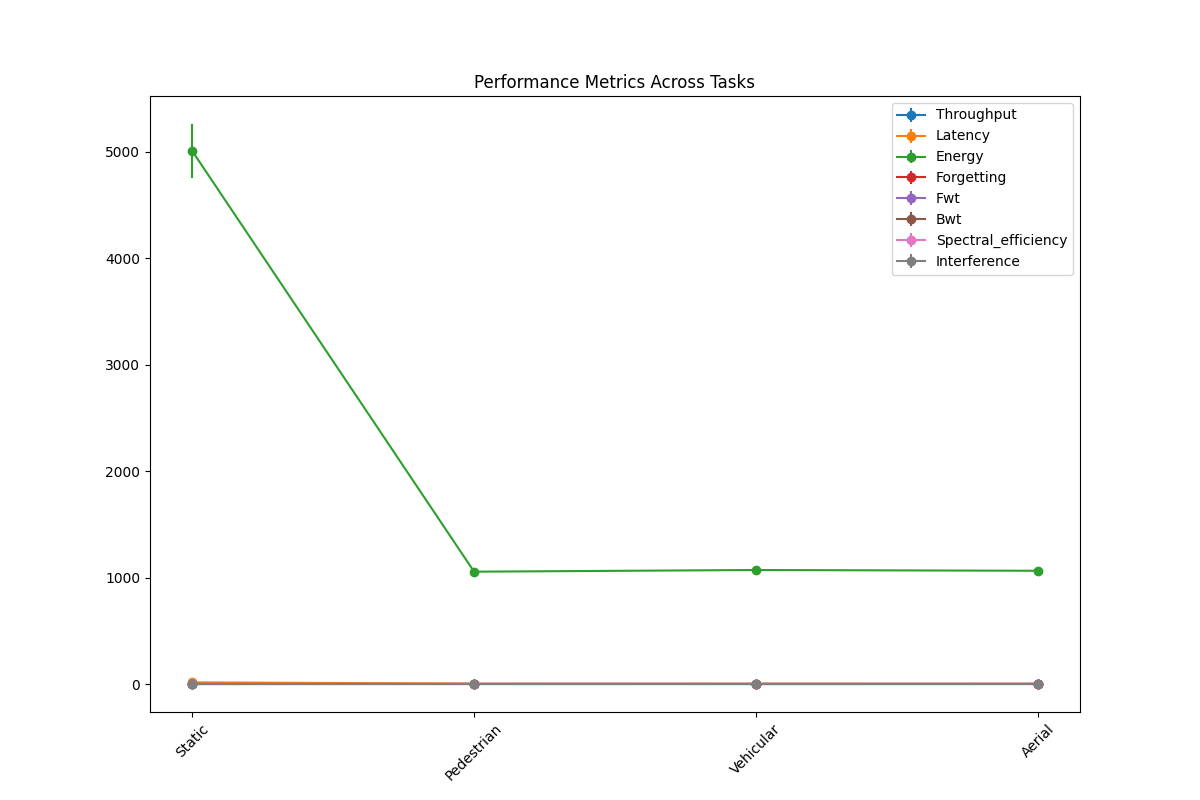 Performance Metrics Across Tasks
Throughput
Latency
Energy
Forgetting
Fwt
Bwt
Spectral_efficiency
Interference
5000
4000
3000
2000
1000
0
Static
Pedestrian
Vehicular
Aerial